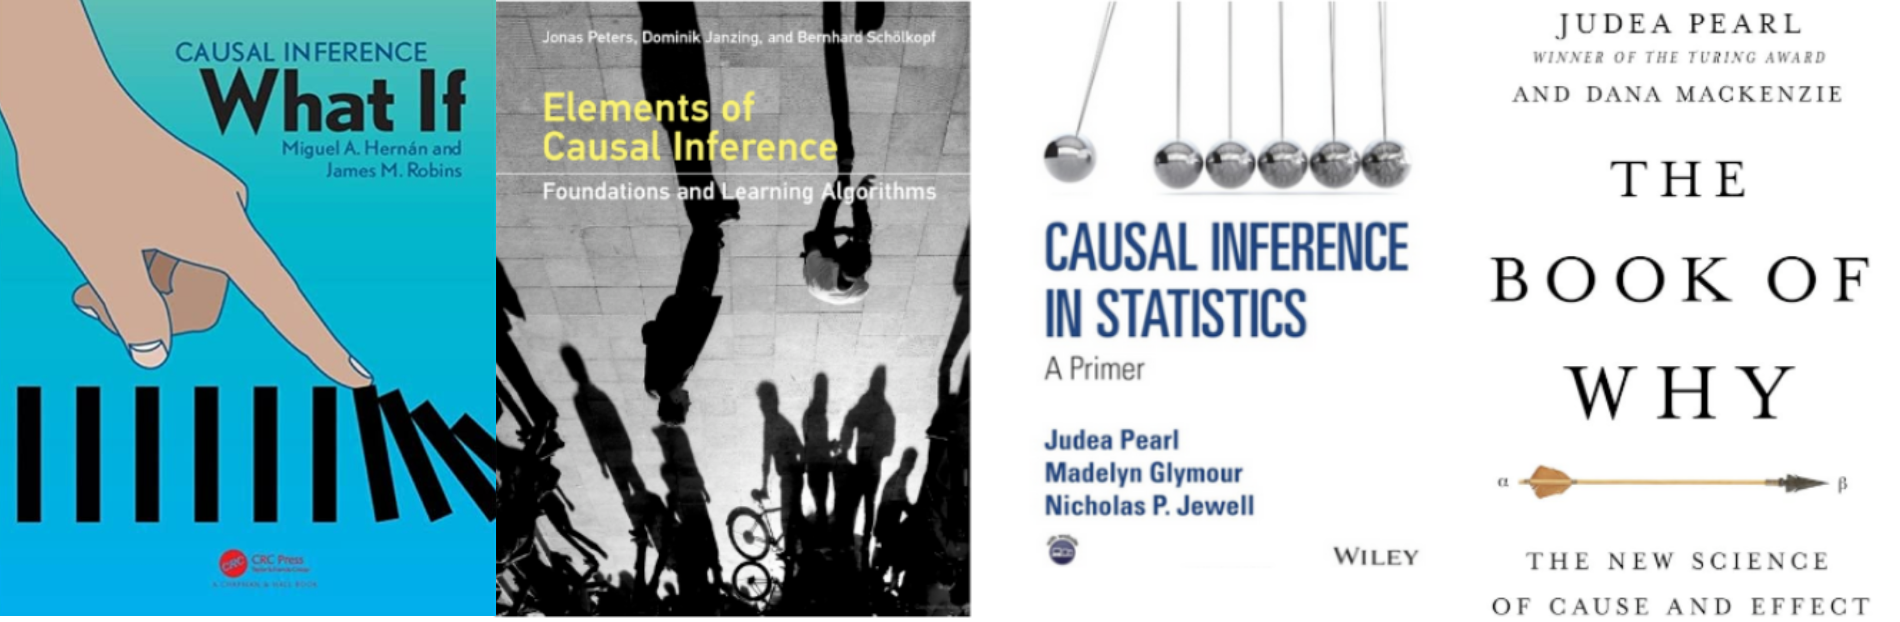 CAUSAL INFERENCE
What If
Miguel A. Hernán and
James M. Robins
CRC
CRC Press
Jonas Peters, Dominik Janzing, and Bernhard Schölkopf
Elements of
Causal Inference
Foundations and Learning Algorithms
CAUSAL INFERENCE
IN STATISTICS
A Primer
Judea Pearl
Madelyn Glymour
Nicholas P. Jewell
WILEY
JUDEA PEARL
WINNER OF THE TURING AWARD
AND DANA MACKENZIE
THE
BOOK OF
WHY
α β
THE NEW SCIENCE
OF CAUSE AND EFFECT